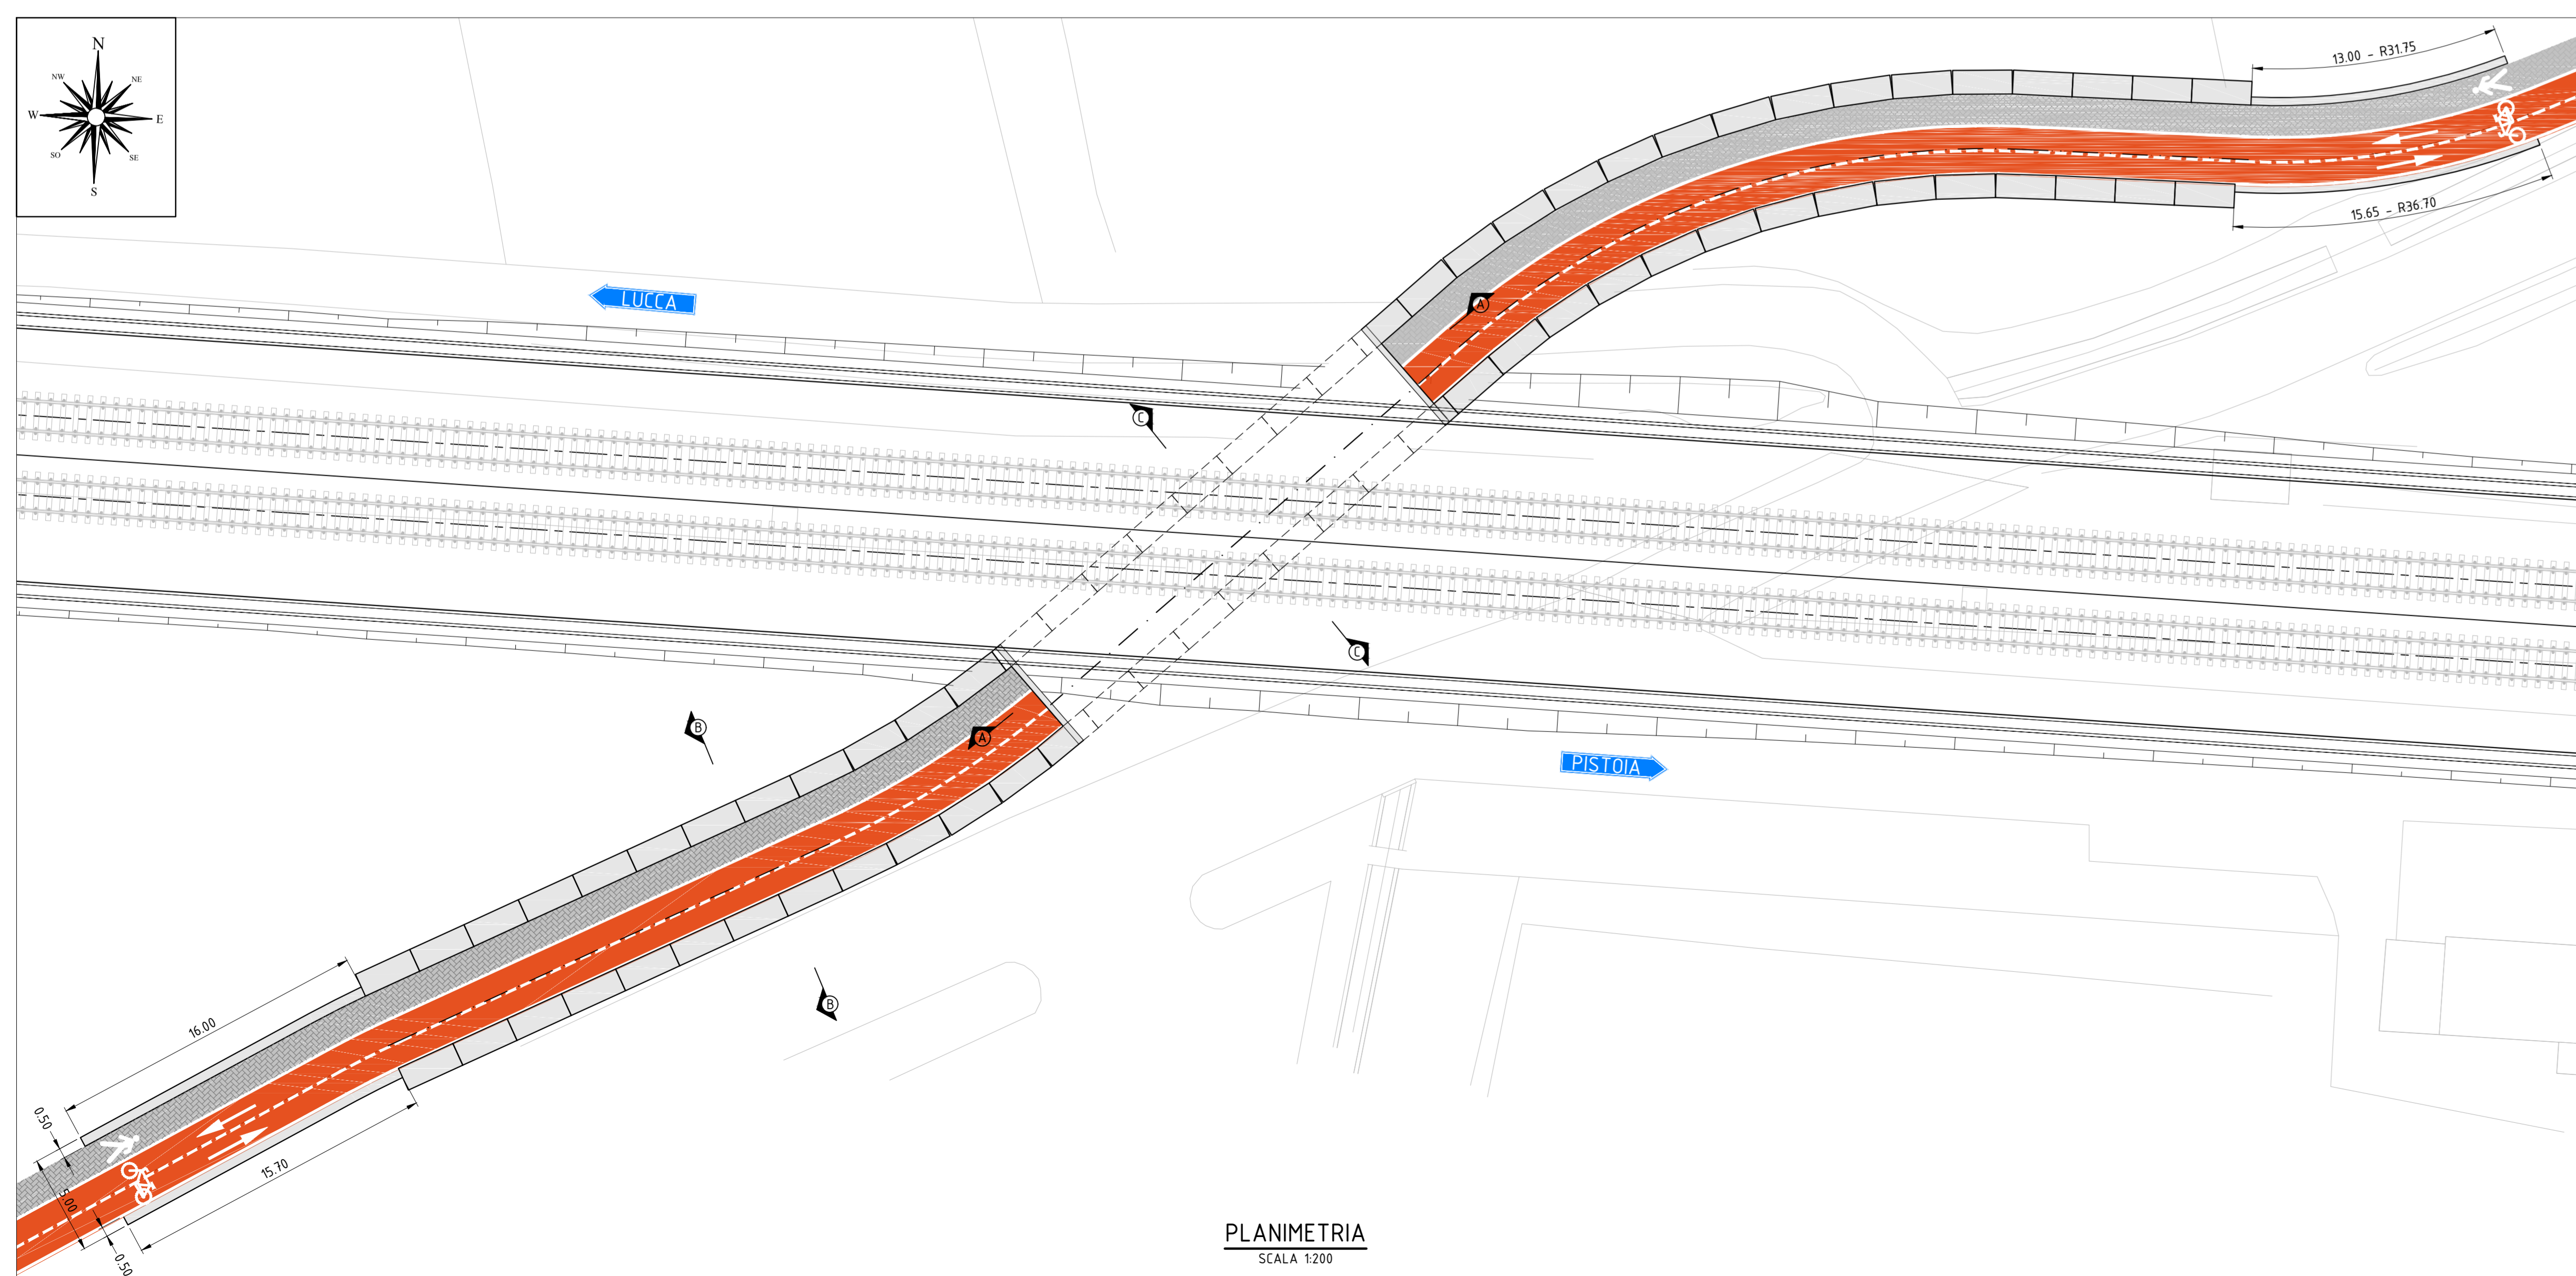 N
NW
NE
W
E
SO
SE
S
13.00 - R31.75
15.65 - R36.70
LUCCA
A
C
C
B
A
PISTOIA
B
16.00
0.50
15.70
5.00
0.50
PLANIMETRIA
SCALA 1:200